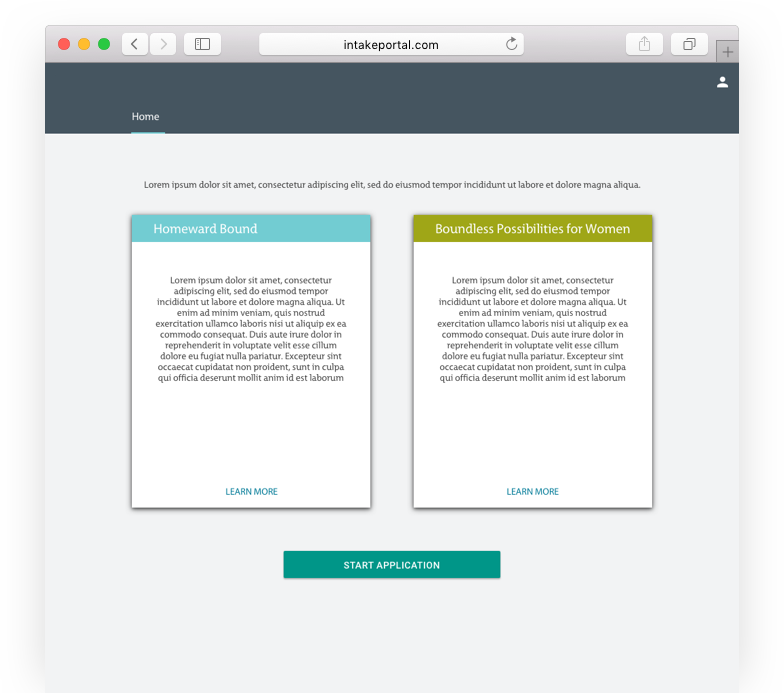 intakeportal.com
Home
Lorem ipsum dolor sit amet, consectetur adipiscing elit, sed do eiusmod tempor incididunt ut labore et dolore magna aliqua.
Homeward Bound
Lorem ipsum dolor sit amet, consectetur
adipiscing elit, sed do eiusmod tempor
incididunt ut labore et dolore magna aliqua. Ut
enim ad minim veniam, quis nostrud
exercitation ullamco laboris nisi ut aliquip ex ea
commodo consequat. Duis aute irure dolor in
reprehenderit in voluptate velit esse cillum
dolore eu fugiat nulla pariatur. Excepteur sint
occaecat cupidatat non proident, sunt in culpa
qui officia deserunt mollit anim id est laborum
LEARN MORE
Boundless Possibilities for Women
Lorem ipsum dolor sit amet, consectetur
adipiscing elit, sed do eiusmod tempor
incididunt ut labore et dolore magna aliqua. Ut
enim ad minim veniam, quis nostrud
exercitation ullamco laboris nisi ut aliquip ex ea
commodo consequat. Duis aute irure dolor in
reprehenderit in voluptate velit esse cillum
dolore eu fugiat nulla pariatur. Excepteur sint
occaecat cupidatat non proident, sunt in culpa
qui officia deserunt mollit anim id est laborum
LEARN MORE
START APPLICATION